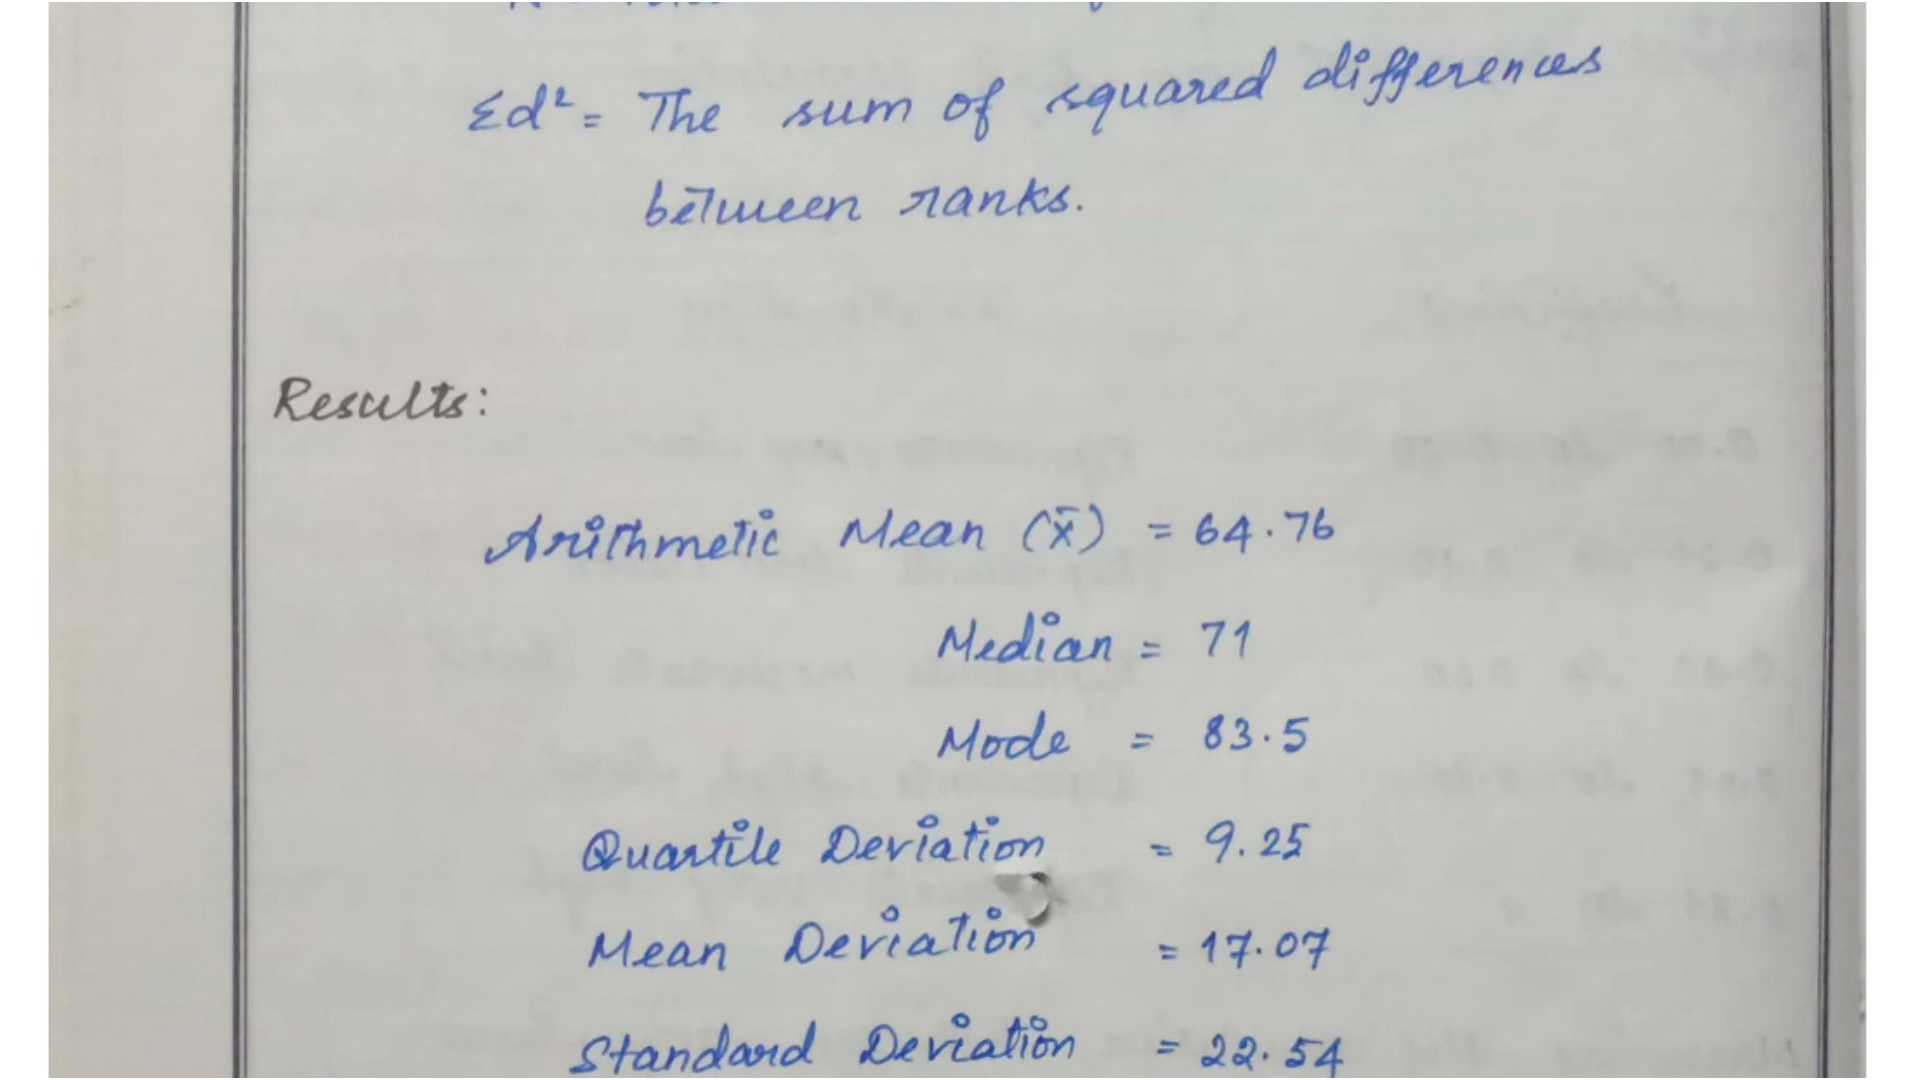 Σd² = The sum of squared differences
between ranks.
Results:
Arithmetic Mean (x̄) = 64.76
Median = 71
Mode = 83.5
Quartile Deviation = 9.25
Mean Deviation = 17.07
Standard Deviation = 22.54